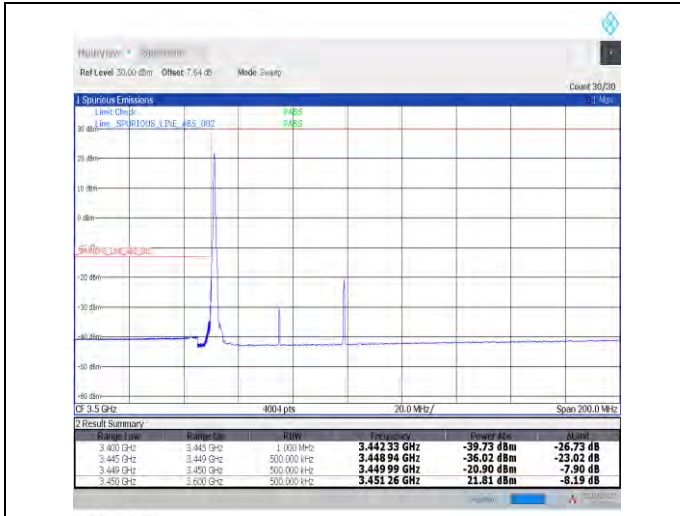 MultiView
Spectrum
Ref Level 30.00 dBm Offset 7.64 dB Mode Sweep
Count 30/30
1 Spurious Emissions
Limit Check PASS
Line _SPURIOUS_LINE_ABS_002 PASS
30 dBm
20 dBm
10 dBm
0 dBm
-20 dBm
-30 dBm
-40 dBm
-50 dBm
-60 dBm
CF 3.5 GHz 4004 pts 20.0 MHz/ Span 200.0 MHz
2 Result Summary
Range Low Range Up RBW Frequency Power Abs ΔLimit
3.400 GHz 3.445 GHz 1.000 MHz 3.442 33 GHz -39.73 dBm -26.73 dB
3.445 GHz 3.449 GHz 500.000 kHz 3.448 94 GHz -36.02 dBm -23.02 dB
3.449 GHz 3.450 GHz 500.000 kHz 3.449 99 GHz -20.90 dBm -7.90 dB
3.450 GHz 3.600 GHz 500.000 kHz 3.451 26 GHz 21.81 dBm -8.19 dB